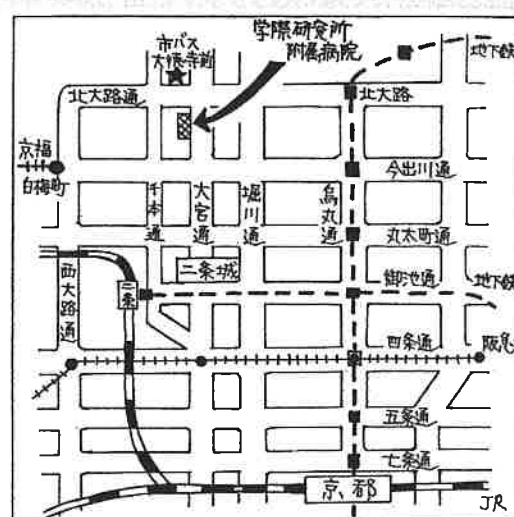 学際研究所
附属病院
市バス
大徳寺前
地下鉄
北大路通
北大路
京福
白梅町
今出川通
千本通
大宮通
堀川通
烏丸通
丸太町通
二条城
西大路通
二条
御池通
地下鉄
四条通
阪急
五条通
七条通
京都
JR